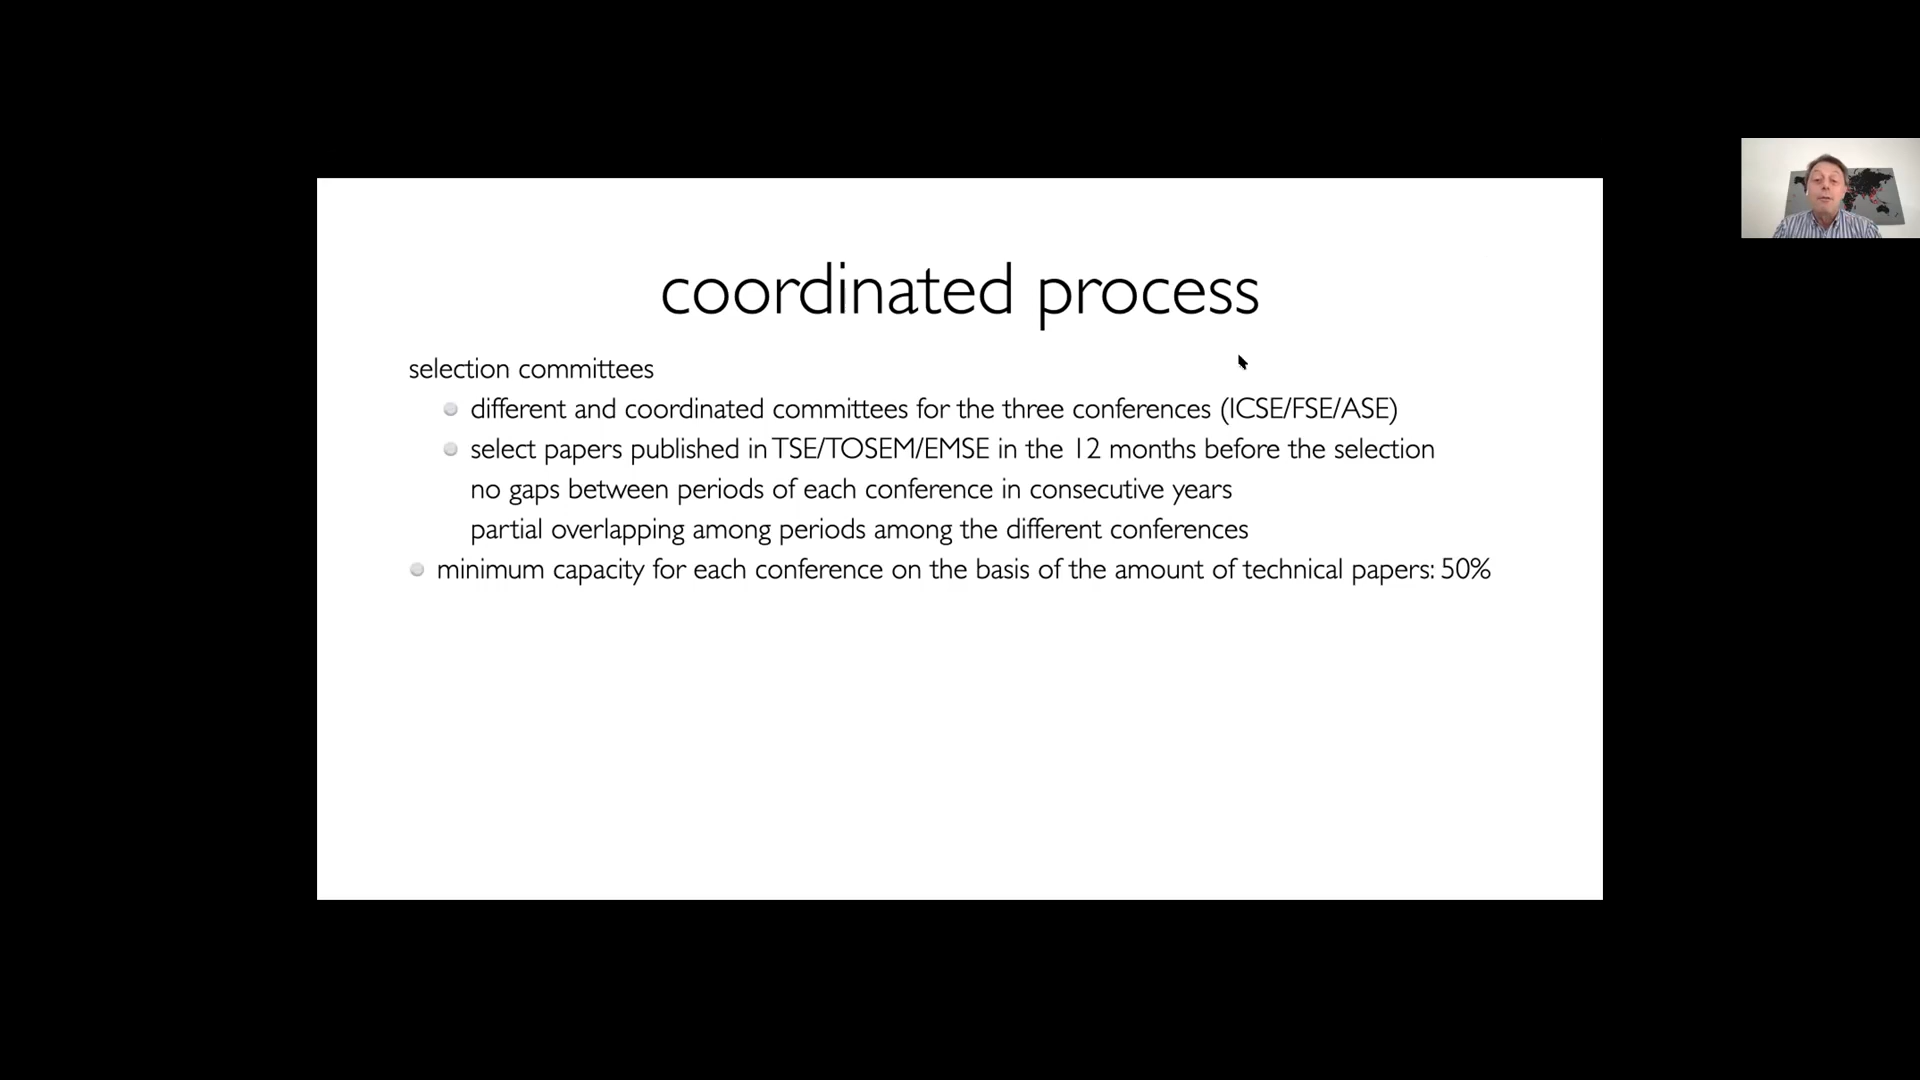 coordinated process
selection committees
different and coordinated committees for the three conferences (ICSE/FSE/ASE)
select papers published in TSE/TOSEM/EMSE in the 12 months before the selection
no gaps between periods of each conference in consecutive years
partial overlapping among periods among the different conferences
minimum capacity for each conference on the basis of the amount of technical papers: 50%